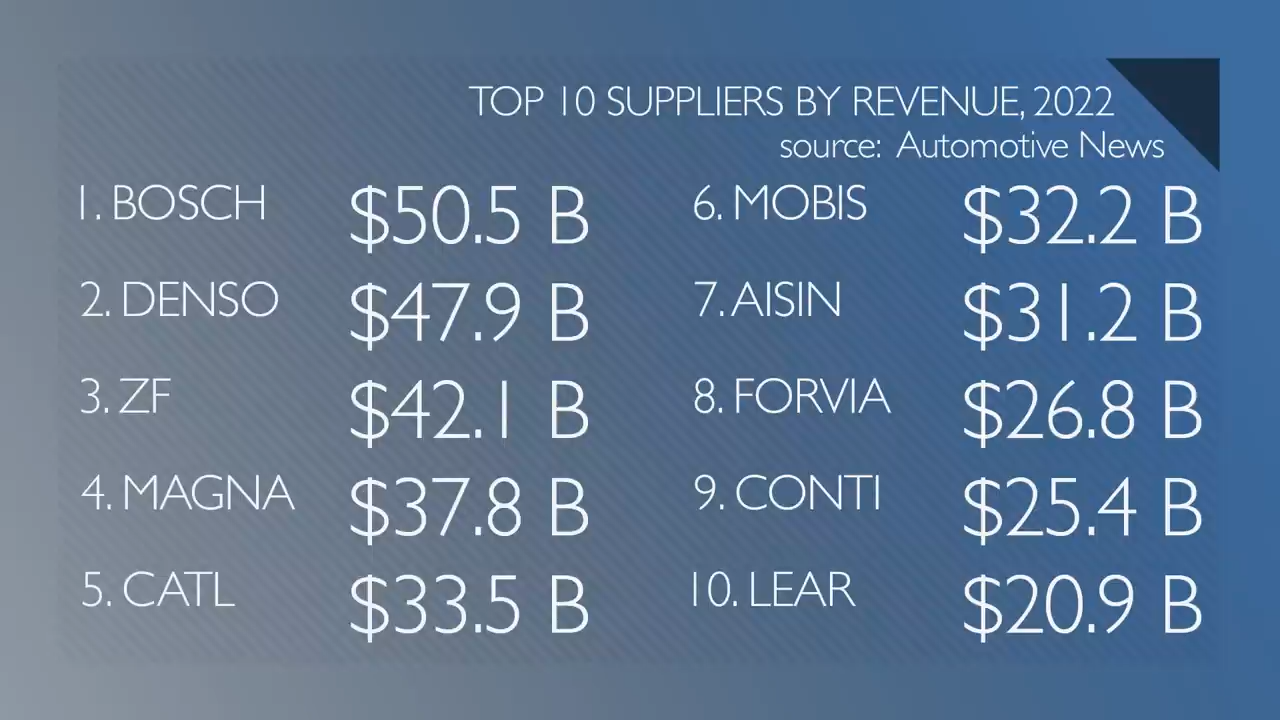 TOP 10 SUPPLIERS BY REVENUE, 2022
source: Automotive News
1. BOSCH $50.5 B
2. DENSO $47.9 B
3. ZF $42.1 B
4. MAGNA $37.8 B
5. CATL $33.5 B
6. MOBIS $32.2 B
7. AISIN $31.2 B
8. FORVIA $26.8 B
9. CONTI $25.4 B
10. LEAR $20.9 B